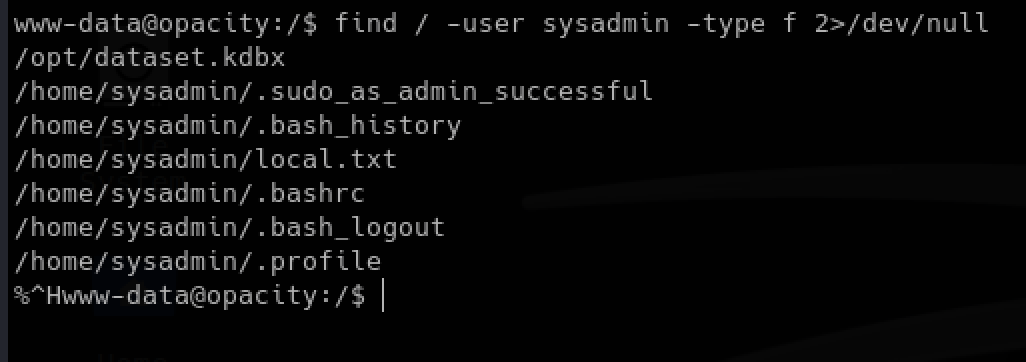 www-data@opacity:/$ find / -user sysadmin -type f 2>/dev/null
/opt/dataset.kdbx
/home/sysadmin/.sudo_as_admin_successful
/home/sysadmin/.bash_history
/home/sysadmin/local.txt
/home/sysadmin/.bashrc
/home/sysadmin/.bash_logout
/home/sysadmin/.profile
%^Hwww-data@opacity:/$